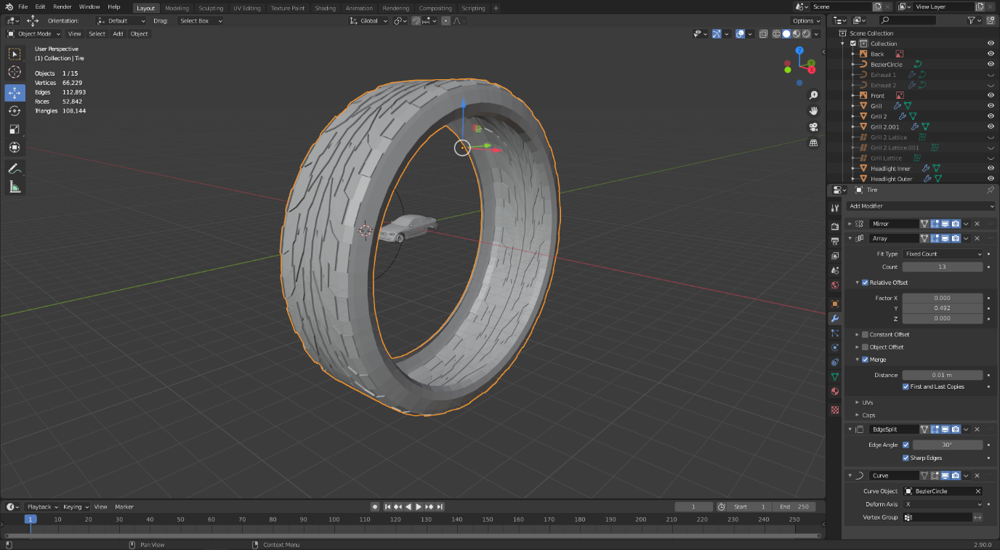 File Edit Render Window Help Layout Modeling Sculpting UV Editing Texture Paint Shading Animation Rendering Compositing Scripting + Scene View Layer
Orientation: Default Drag: Select Box Global Options
Object Mode View Select Add Object
User Perspective
(1) Collection | Tire
Objects 1/15
Vertices 66,229
Edges 112,893
Faces 52,842
Triangles 108,144
Z
Y
X
Scene Collection
Collection
Back
BezierCircle
Exhaust 1
Exhaust 2
Front
Grill
Grill 2
Grill 2.001
Grill 2 Lattice
Grill 2 Lattice.001
Grill Lattice
Headlight Inner
Headlight Outer
Tire
Add Modifier
Mirror
Array
Fit Type Fixed Count
Count 13
Relative Offset
Factor X 0.000
Y 0.492
Z 0.000
Constant Offset
Object Offset
Merge
Distance 0.01 m
First and Last Copies
UVs
Caps
EdgeSplit
Edge Angle 30°
Sharp Edges
Curve
Curve Object BezierCircle
Deform Axis X
Vertex Group
Playback Keying View Marker 1 Start 1 End 250
1 10 20 30 40 50 60 70 80 90 100 110 120 130 140 150 160 170 180 190 200 210 220 230 240 250
Pan View Context Menu 2.90.0